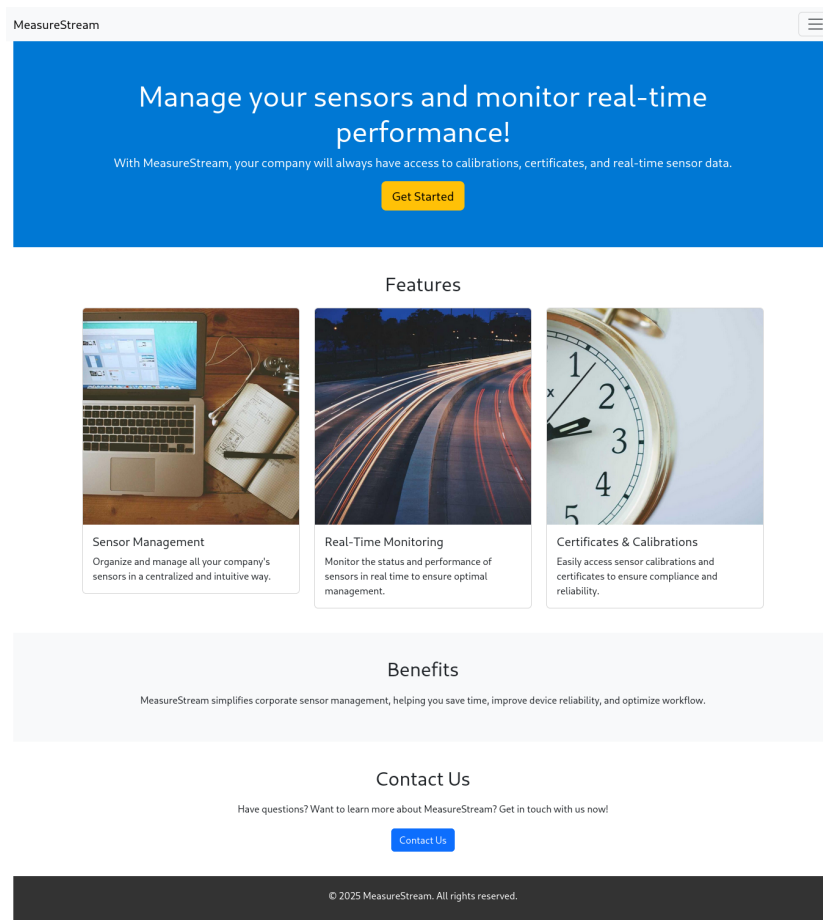 MeasureStream
Manage your sensors and monitor real-time
performance!
With MeasureStream, your company will always have access to calibrations, certificates, and real-time sensor data.
Get Started
Features
1
2
3
4
5
Sensor Management
Organize and manage all your company's
sensors in a centralized and intuitive way.
Real-Time Monitoring
Monitor the status and performance of
sensors in real time to ensure optimal
management.
Certificates & Calibrations
Easily access sensor calibrations and
certificates to ensure compliance and
reliability.
Benefits
MeasureStream simplifies corporate sensor management, helping you save time, improve device reliability, and optimize workflow.
Contact Us
Have questions? Want to learn more about MeasureStream? Get in touch with us now!
Contact Us
© 2025 MeasureStream. All rights reserved.